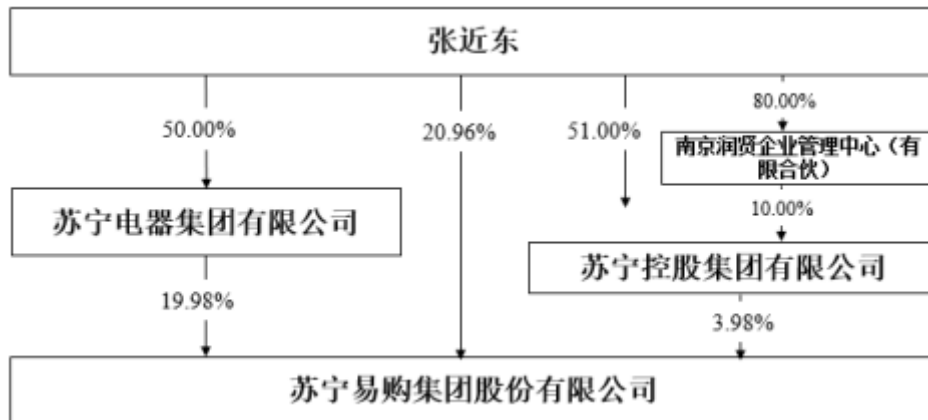 张近东
80.00%
50.00%
20.96%
51.00%
南京润贤企业管理中心（有
限合伙）
苏宁电器集团有限公司
10.00%
苏宁控股集团有限公司
19.98%
3.98%
苏宁易购集团股份有限公司